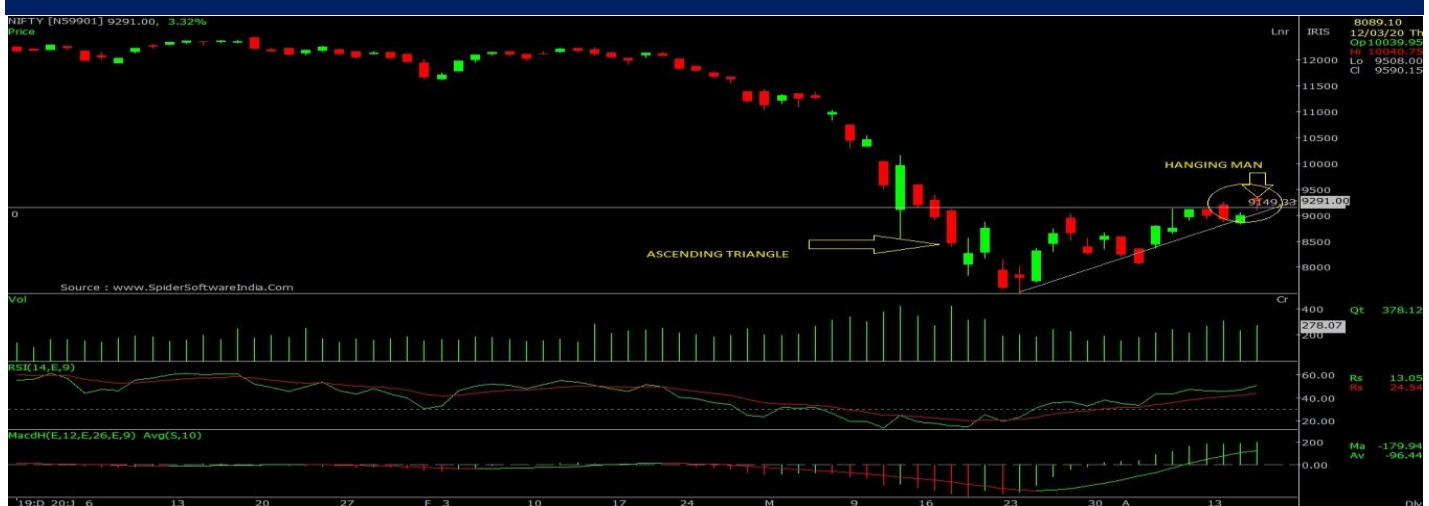 NIFTY [N59901] 9291.00, 3.32%
Price
Lnr
IRIS
8089.10
12/03/20 Th
Op10039.95
Hi 10040.75
Lo 9508.00
Cl 9590.15
12000
11500
11000
10500
10000
9500
9291.00
9000
8500
8000
HANGING MAN
9149.33
0
ASCENDING TRIANGLE
Source : www.SpiderSoftwareIndia.Com
Vol
Cr
400
278.07
200
Qt 378.12
RSI(14,E,9)
60.00
40.00
20.00
Rs 13.05
Rs 24.54
MacdH(E,12,E,26,E,9) Avg(S,10)
200
0.00
Ma -179.94
Av -96.44
'19:D 20:J 6 13 20 27 F 3 10 17 24 M 9 16 23 30 A 13 Dly